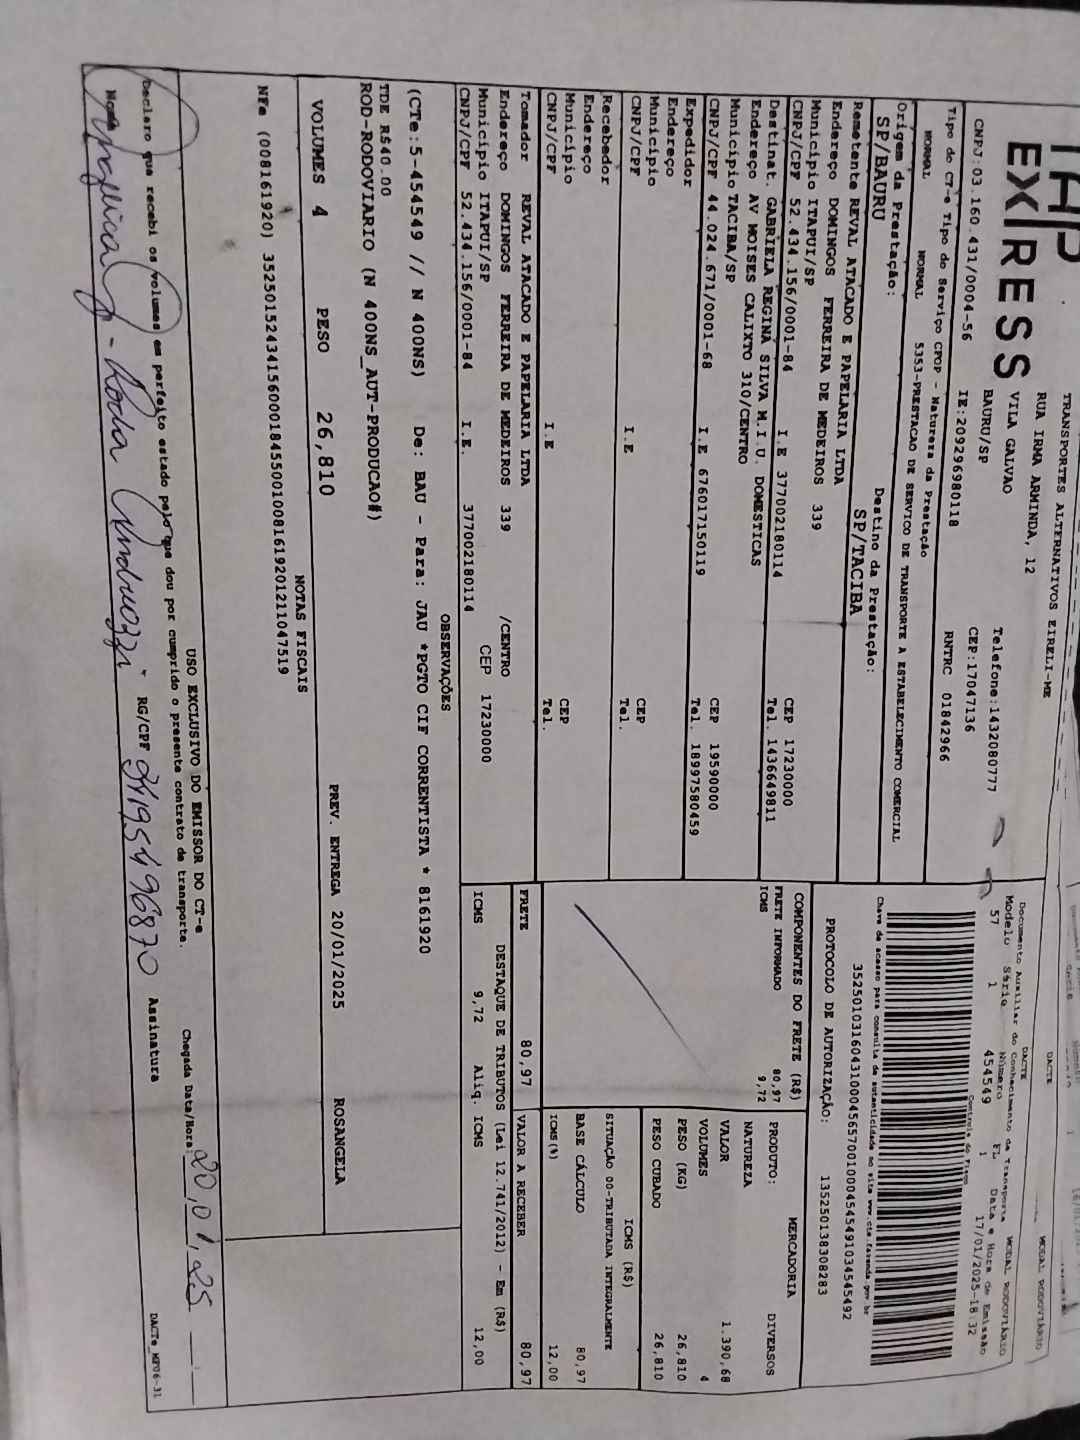 EXPRESS
TRANSPORTES ALTERNATIVOS EIRELI-ME
RUA IRMA ARMINDA, 12
VILA GALVAO
BAURU/SP
Telefone:1432080777
CEP:17047136
CNPJ:03.160.431/0004-56 IE:209296980118 RNTRC 01842966
Tipo do CT-e Tipo do Serviço CFOP - Natureza da Prestação
NORMAL NORMAL 5353-PRESTACAO DE SERVICO DE TRANSPORTE A ESTABELECIMENTO COMERCIAL
Origem da Prestação: Destino da Prestação:
SP/BAURU SP/TACIBA
Remetente REVAL ATACADO E PAPELARIA LTDA
Endereço DOMINGOS FERREIRA DE MEDEIROS 339
Município ITAPUI/SP CEP 17230000
CNPJ/CPF 52.434.156/0001-84 I.E 377002180114 Tel. 1436649811
Destinat. GABRIELA REGINA SILVA M.I.U. DOMESTICAS
Endereço AV MOISES CALIXTO 310/CENTRO
Município TACIBA/SP CEP 19590000
CNPJ/CPF 44.024.671/0001-68 I.E 676017150119 Tel. 18997580459
Expedidor
Endereço
Município CEP
CNPJ/CPF I.E Tel.
Recebedor
Endereço
Município CEP
CNPJ/CPF I.E Tel.
Tomador REVAL ATACADO E PAPELARIA LTDA
Endereço DOMINGOS FERREIRA DE MEDEIROS 339 /CENTRO
Município ITAPUI/SP CEP 17230000
CNPJ/CPF 52.434.156/0001-84 I.E. 377002180114
DACTE MODAL RODOVIÁRIO
Documento Auxiliar do Conhecimento de Transporte MODAL RODOVIÁRIO
Modelo Série Número FL Data e Hora de Emissão
57 1 454549 1 17/01/2025-18:32
Controle do Fisco
Chave de acesso para consulta de autenticidade no site www.cte.fazenda.gov.br
35250103160431000456570010004545491034545492
PROTOCOLO DE AUTORIZAÇÃO: 135250138308283
COMPONENTES DO FRETE (R$)
FRETE INFORMADO 80,97
ICMS 9,72
PRODUTO: MERCADORIA
NATUREZA DIVERSOS
VALOR 1.390,68
VOLUMES 4
PESO (KG) 26,810
PESO CUBADO 26,810
ICMS (R$)
SITUAÇÃO 00-TRIBUTADA INTEGRALMENTE
BASE CÁLCULO 80,97
ICMS(%) 12,00
FRETE 80,97 VALOR A RECEBER 80,97
DESTAQUE DE TRIBUTOS (Lei 12.741/2012) - Em (R$)
ICMS 9,72 Aliq. ICMS 12,00
OBSERVAÇÕES
(CTe:5-454549 // N 400NS) De: BAU - Para: JAU *PGTO CIF CORRENTISTA * 8161920
TDE R$40.00
ROD-RODOVIARIO (N 400NS_AUT-PRODUCAO#)
VOLUMES 4 PESO 26,810 PREV. ENTREGA 20/01/2025 ROSANGELA
NOTAS FISCAIS
NFe (008161920) 35250152434156000184550010081619201211047519
USO EXCLUSIVO DO EMISSOR DO CT-e
Declaro que recebi os volumes em perfeito estado pelo que dou por cumprido o presente contrato de transporte.
Chegada Data/Hora: 20,01,25
RG/CPF Assinatura
DACTe_MP06-31